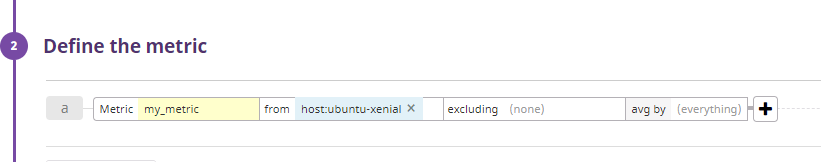 2 Define the metric
a Metric my_metric from host:ubuntu-xenial × excluding (none) avg by (everything) +